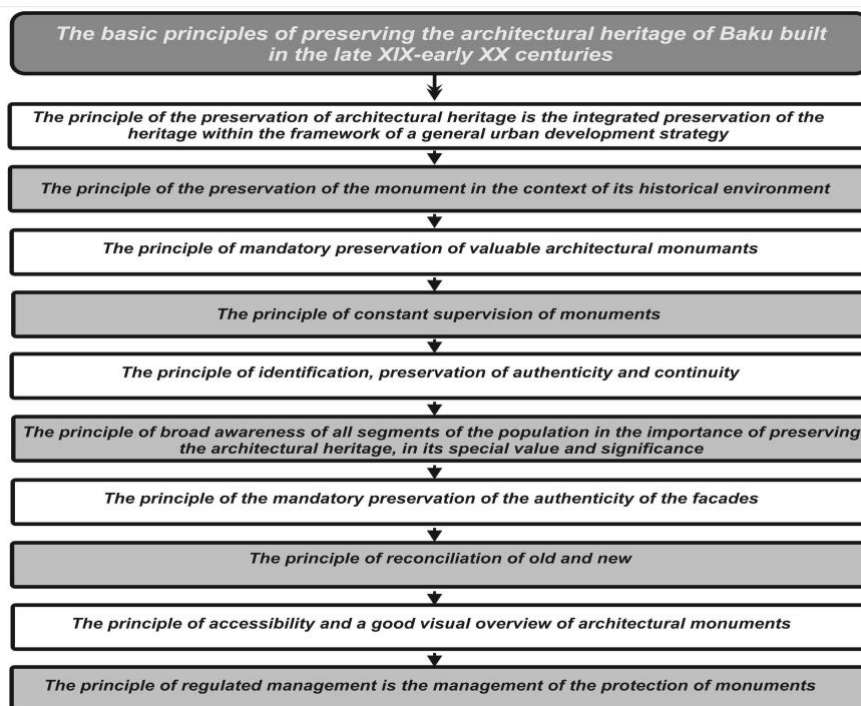 The basic principles of preserving the architectural heritage of Baku built
in the late XIX-early XX centuries
The principle of the preservation of architectural heritage is the integrated preservation of the
heritage within the framework of a general urban development strategy
The principle of the preservation of the monument in the context of its historical environment
The principle of mandatory preservation of valuable architectural monumants
The principle of constant supervision of monuments
The principle of identification, preservation of authenticity and continuity
The principle of broad awareness of all segments of the population in the importance of preserving
the architectural heritage, in its special value and significance
The principle of the mandatory preservation of the authenticity of the facades
The principle of reconciliation of old and new
The principle of accessibility and a good visual overview of architectural monuments
The principle of regulated management is the management of the protection of monuments